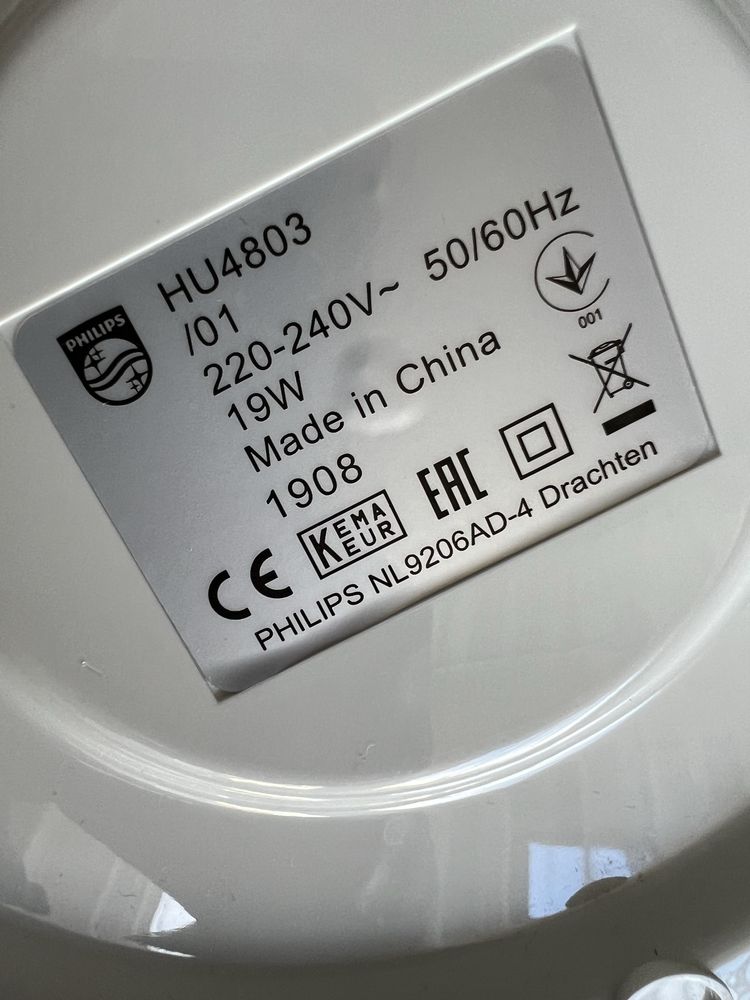 PHILIPS
HU4803
/01
220-240V~ 50/60Hz
19W
Made in China
1908
001
CE KEMA EUR EAC
PHILIPS NL9206AD-4 Drachten